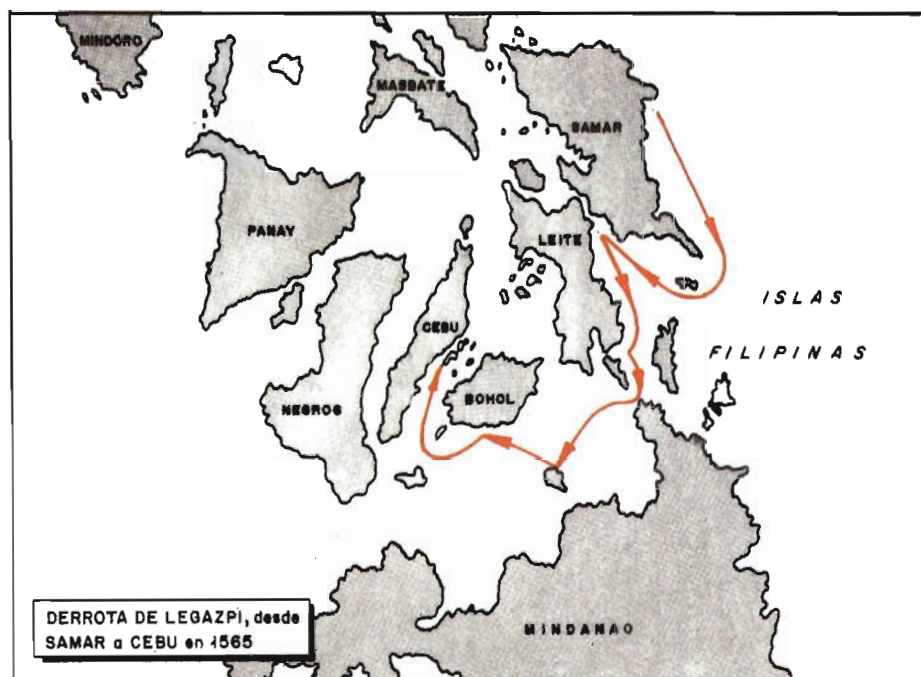 MINDORO
MASBATE
SAMAR
PANAY
LEITE
ISLAS
CEBU
FILIPINAS
NEGROS
BOHOL
DERROTA DE LEGAZPI, desde
SAMAR a CEBU en 1565
MINDANAO